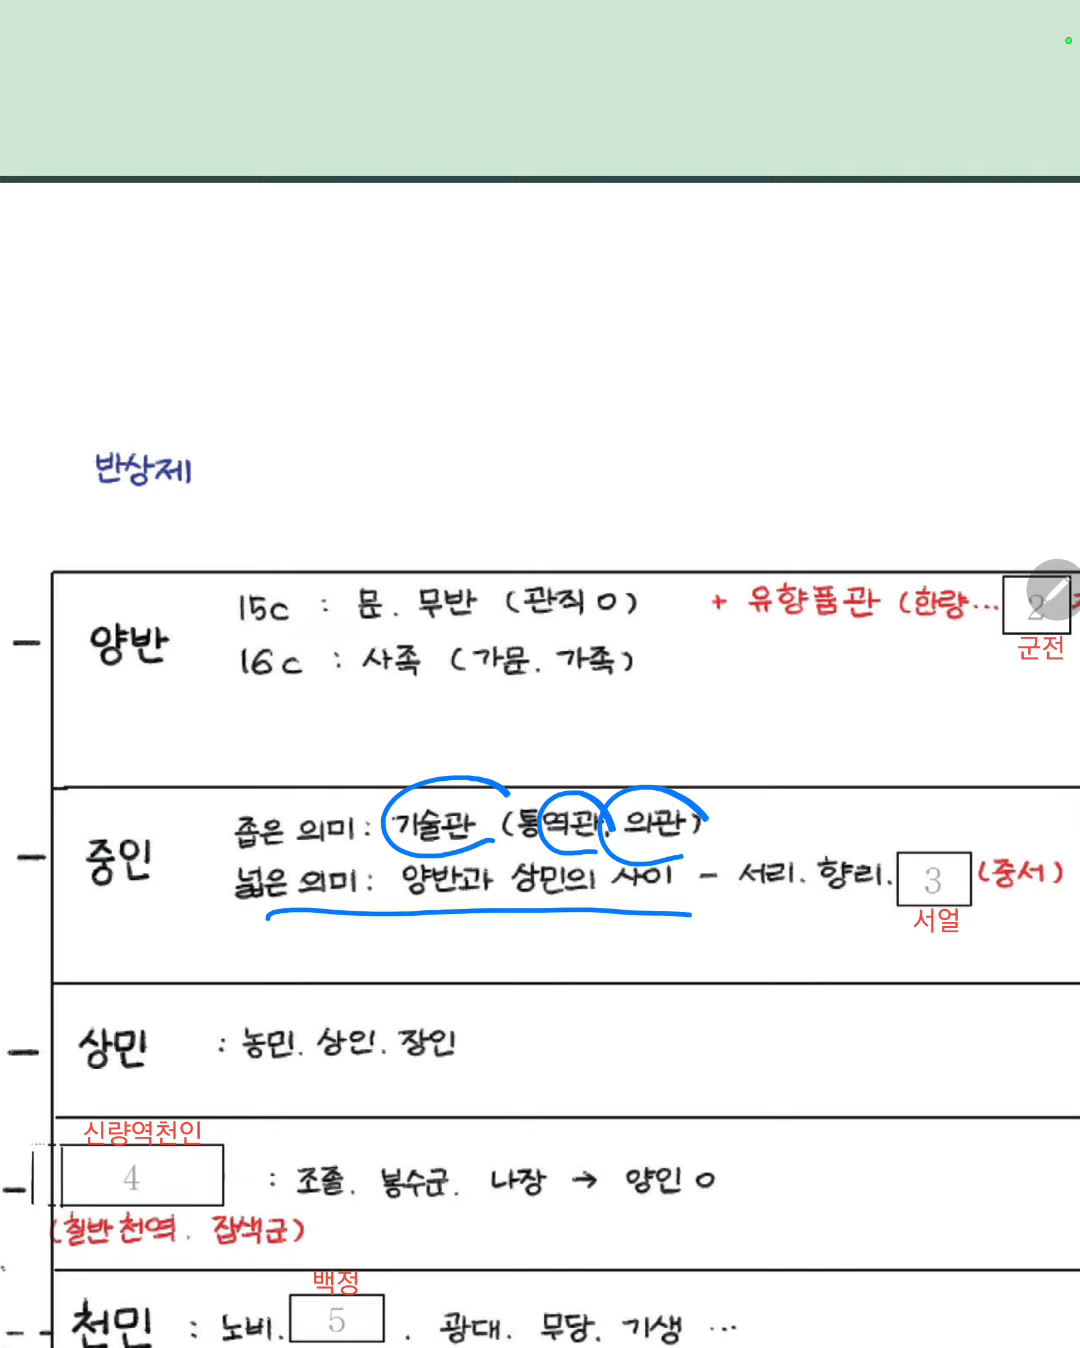 반상제
양반
15c : 문. 무반 (관직 O) + 유향품관 (한량... 2
군전
16c : 사족 (가문. 가족)
중인
좁은 의미 : 기술관 (통역관, 의관)
넓은 의미 : 양반과 상민의 사이 - 서리. 향리. 3 (중서)
서얼
상민 : 농민. 상인. 장인
신량역천인
4 : 조졸. 봉수군. 나장 → 양인 O
(칠반천역. 잡색군)
백정
천민 : 노비. 5 . 광대. 무당. 기생 ...